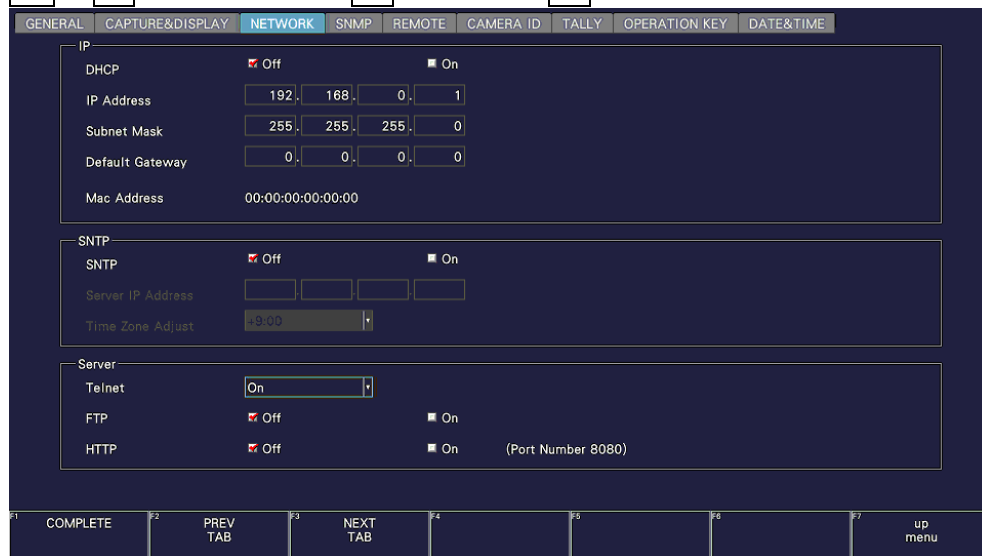 GENERAL CAPTURE&DISPLAY NETWORK SNMP REMOTE CAMERA ID TALLY OPERATION KEY DATE&TIME
IP
DHCP Off On
IP Address 192. 168. 0. 1
Subnet Mask 255. 255. 255. 0
Default Gateway 0. 0. 0. 0
Mac Address 00:00:00:00:00:00
SNTP
SNTP Off On
Server IP Address
Time Zone Adjust +9:00
Server
Telnet On
FTP Off On
HTTP Off On (Port Number 8080)
F1 COMPLETE F2 PREV TAB F3 NEXT TAB F4 F5 F6 F7 up menu